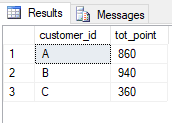 Results Messages
customer_id tot_point
1 A 860
2 B 940
3 C 360